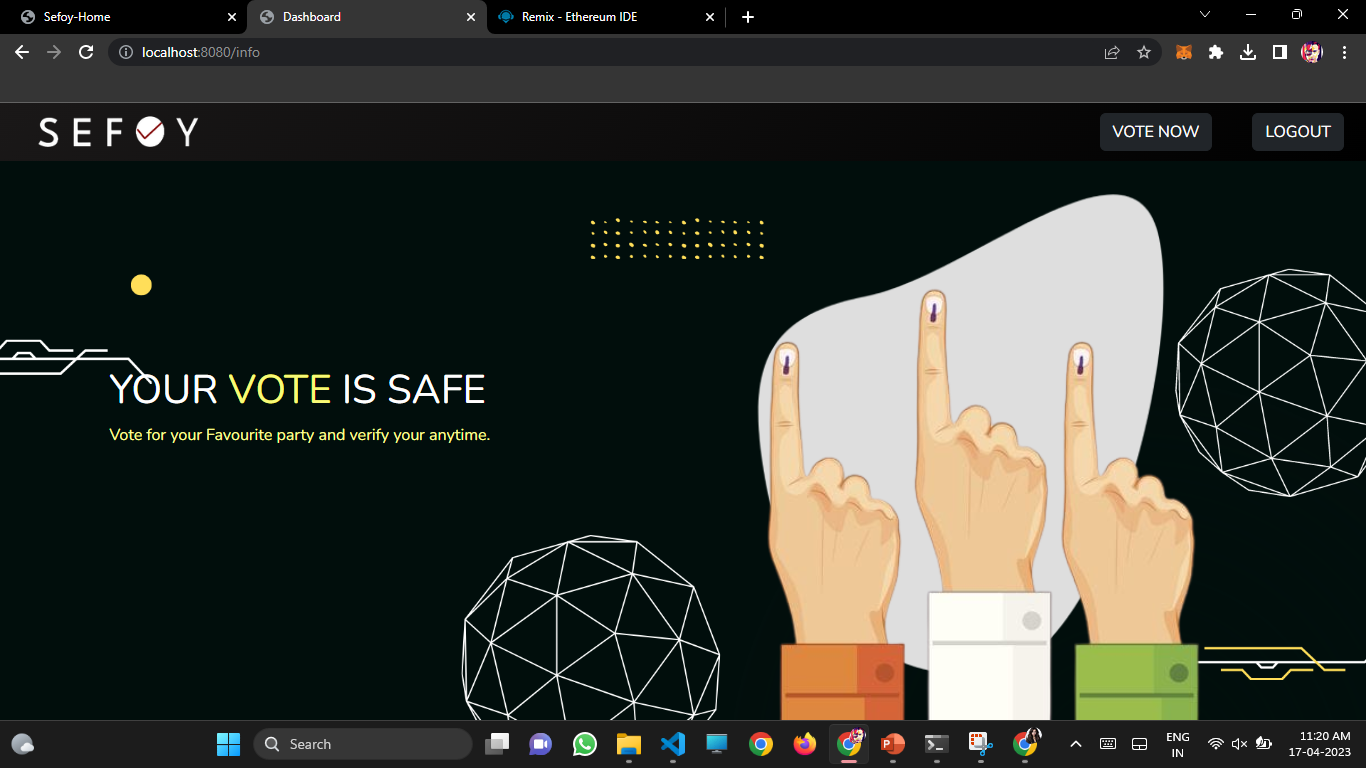 Sefoy-Home
Dashboard
Remix - Ethereum IDE
localhost:8080/info
SEFOY
VOTE NOW
LOGOUT
YOUR VOTE IS SAFE
Vote for your Favourite party and verify your anytime.
Search
ENG
IN
11:20 AM
17-04-2023